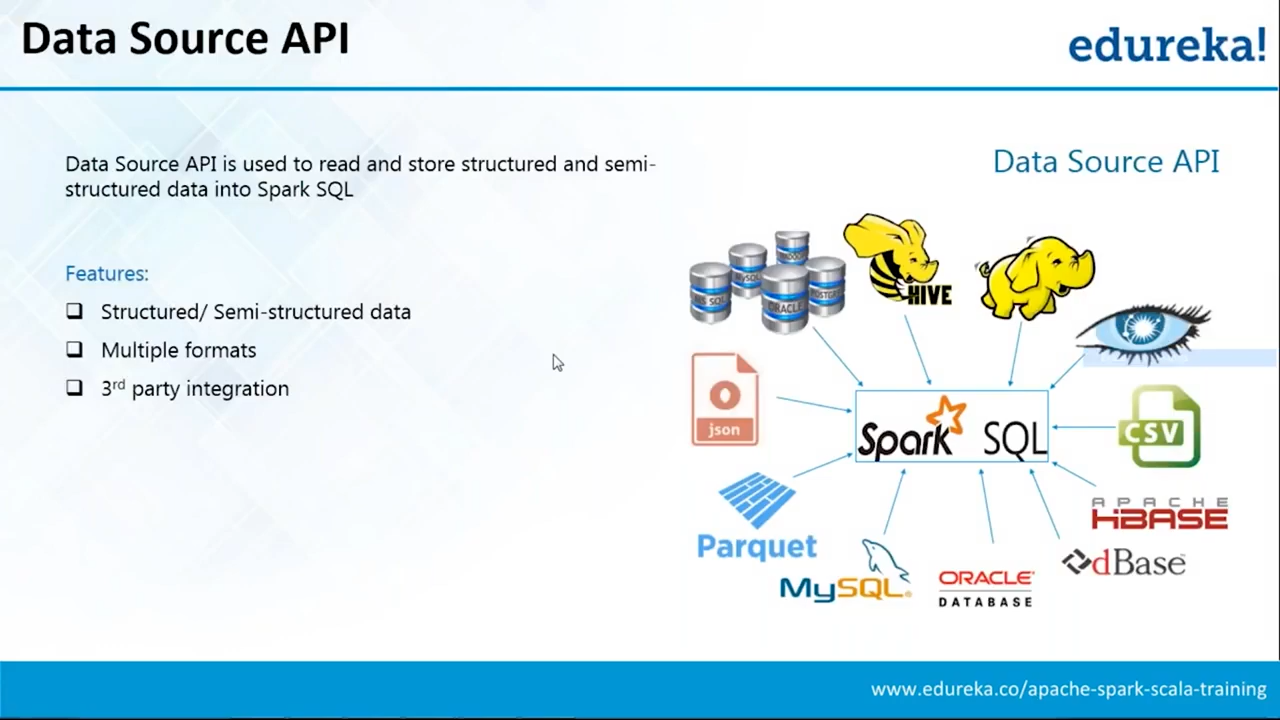 Data Source API
edureka!
Data Source API is used to read and store structured and semi-
structured data into Spark SQL
Features:
Structured/ Semi-structured data
Multiple formats
3rd party integration
Data Source API
MySQL
ORACLE
HIVE
json
Spark SQL
CSV
Parquet
APACHE
HBASE
dBase
MySQL
ORACLE
DATABASE
www.edureka.co/apache-spark-scala-training